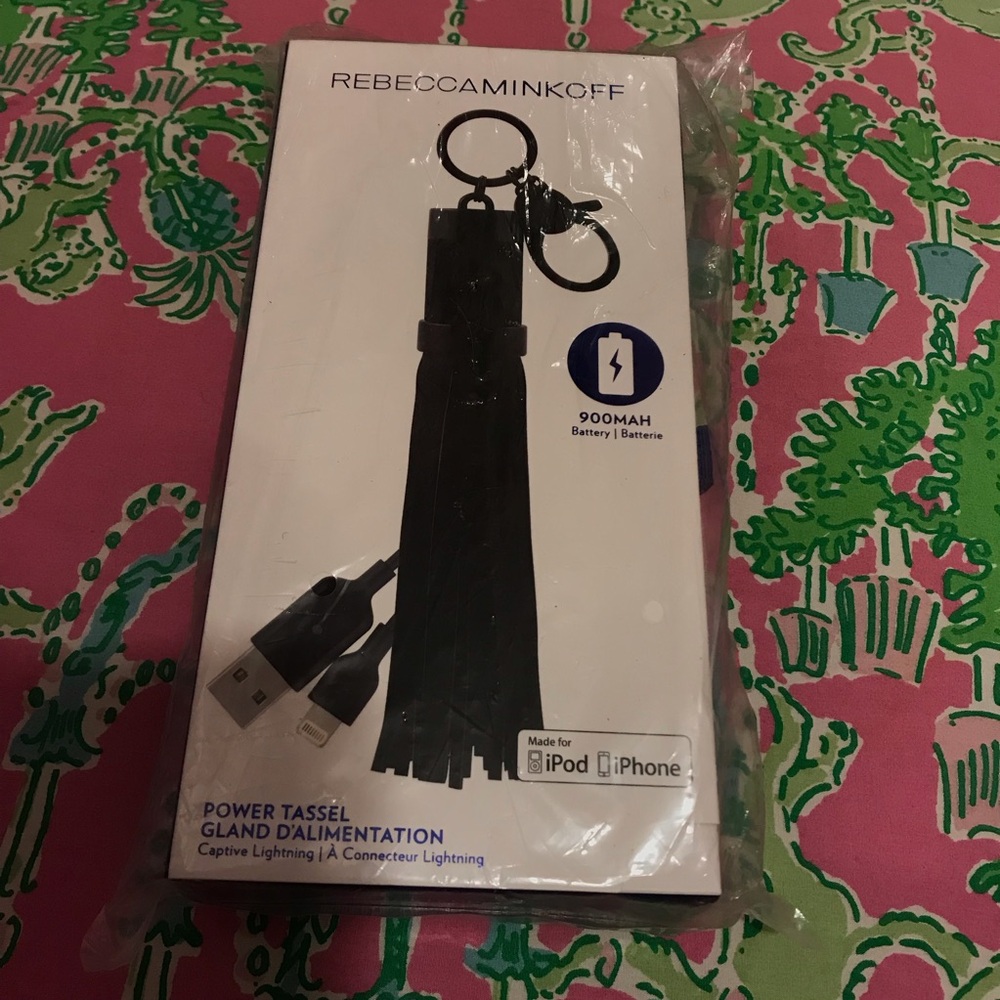 REBECCAMINKOFF
900MAH
Battery | Batterie
Made for
iPod iPhone
POWER TASSEL
GLAND D'ALIMENTATION
Captive Lightning | À Connecteur Lightning